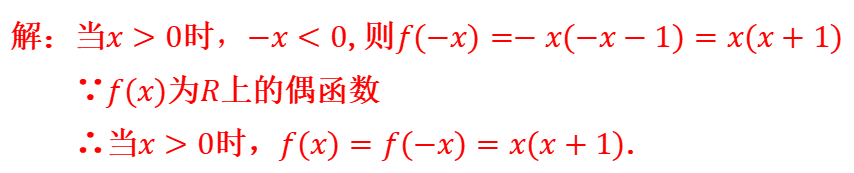 解：当x > 0时，−x < 0, 则f(−x) =− x(−x − 1) = x(x + 1)
∵f(x)为R上的偶函数
∴当x > 0时，f(x) = f(−x) = x(x + 1).